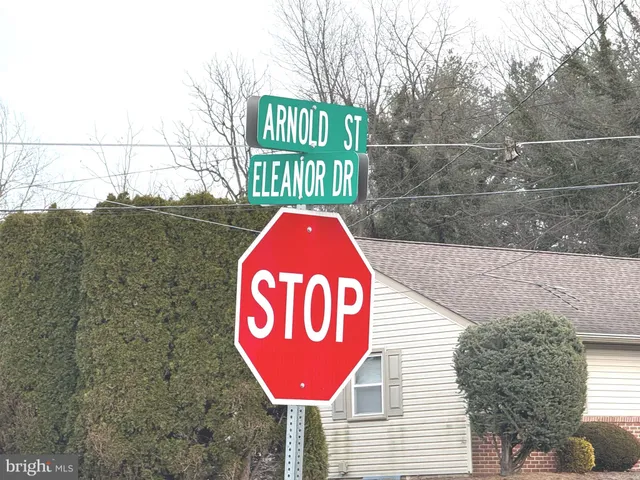 ARNOLD ST
ELEANOR DR
STOP
bright MLS